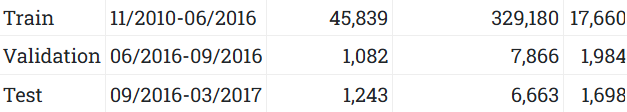 Train 11/2010-06/2016 45,839 329,180 17,660
Validation 06/2016-09/2016 1,082 7,866 1,984
Test 09/2016-03/2017 1,243 6,663 1,698